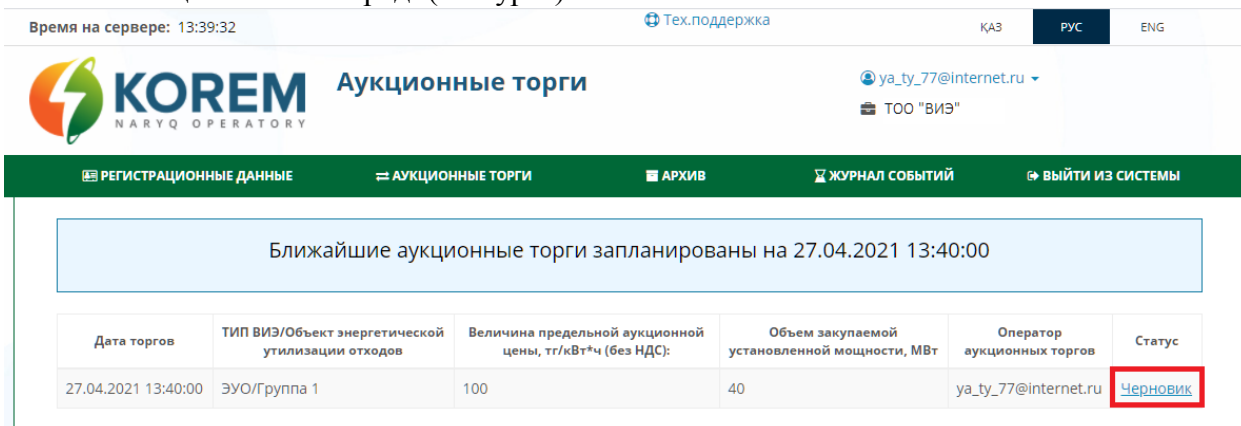 Время на сервере: 13:39:32 Тех.поддержка ҚАЗ РУС ENG
KOREM
NARYQ OPERATORY
Аукционные торги
ya_ty_77@internet.ru
ТОО "ВИЭ"
РЕГИСТРАЦИОННЫЕ ДАННЫЕ АУКЦИОННЫЕ ТОРГИ АРХИВ ЖУРНАЛ СОБЫТИЙ ВЫЙТИ ИЗ СИСТЕМЫ
Ближайшие аукционные торги запланированы на 27.04.2021 13:40:00
Дата торгов
ТИП ВИЭ/Объект энергетической
утилизации отходов
Величина предельной аукционной
цены, тг/кВт*ч (без НДС):
Объем закупаемой
установленной мощности, МВт
Оператор
аукционных торгов
Статус
27.04.2021 13:40:00 ЭУО/Группа 1 100 40 ya_ty_77@internet.ru Черновик